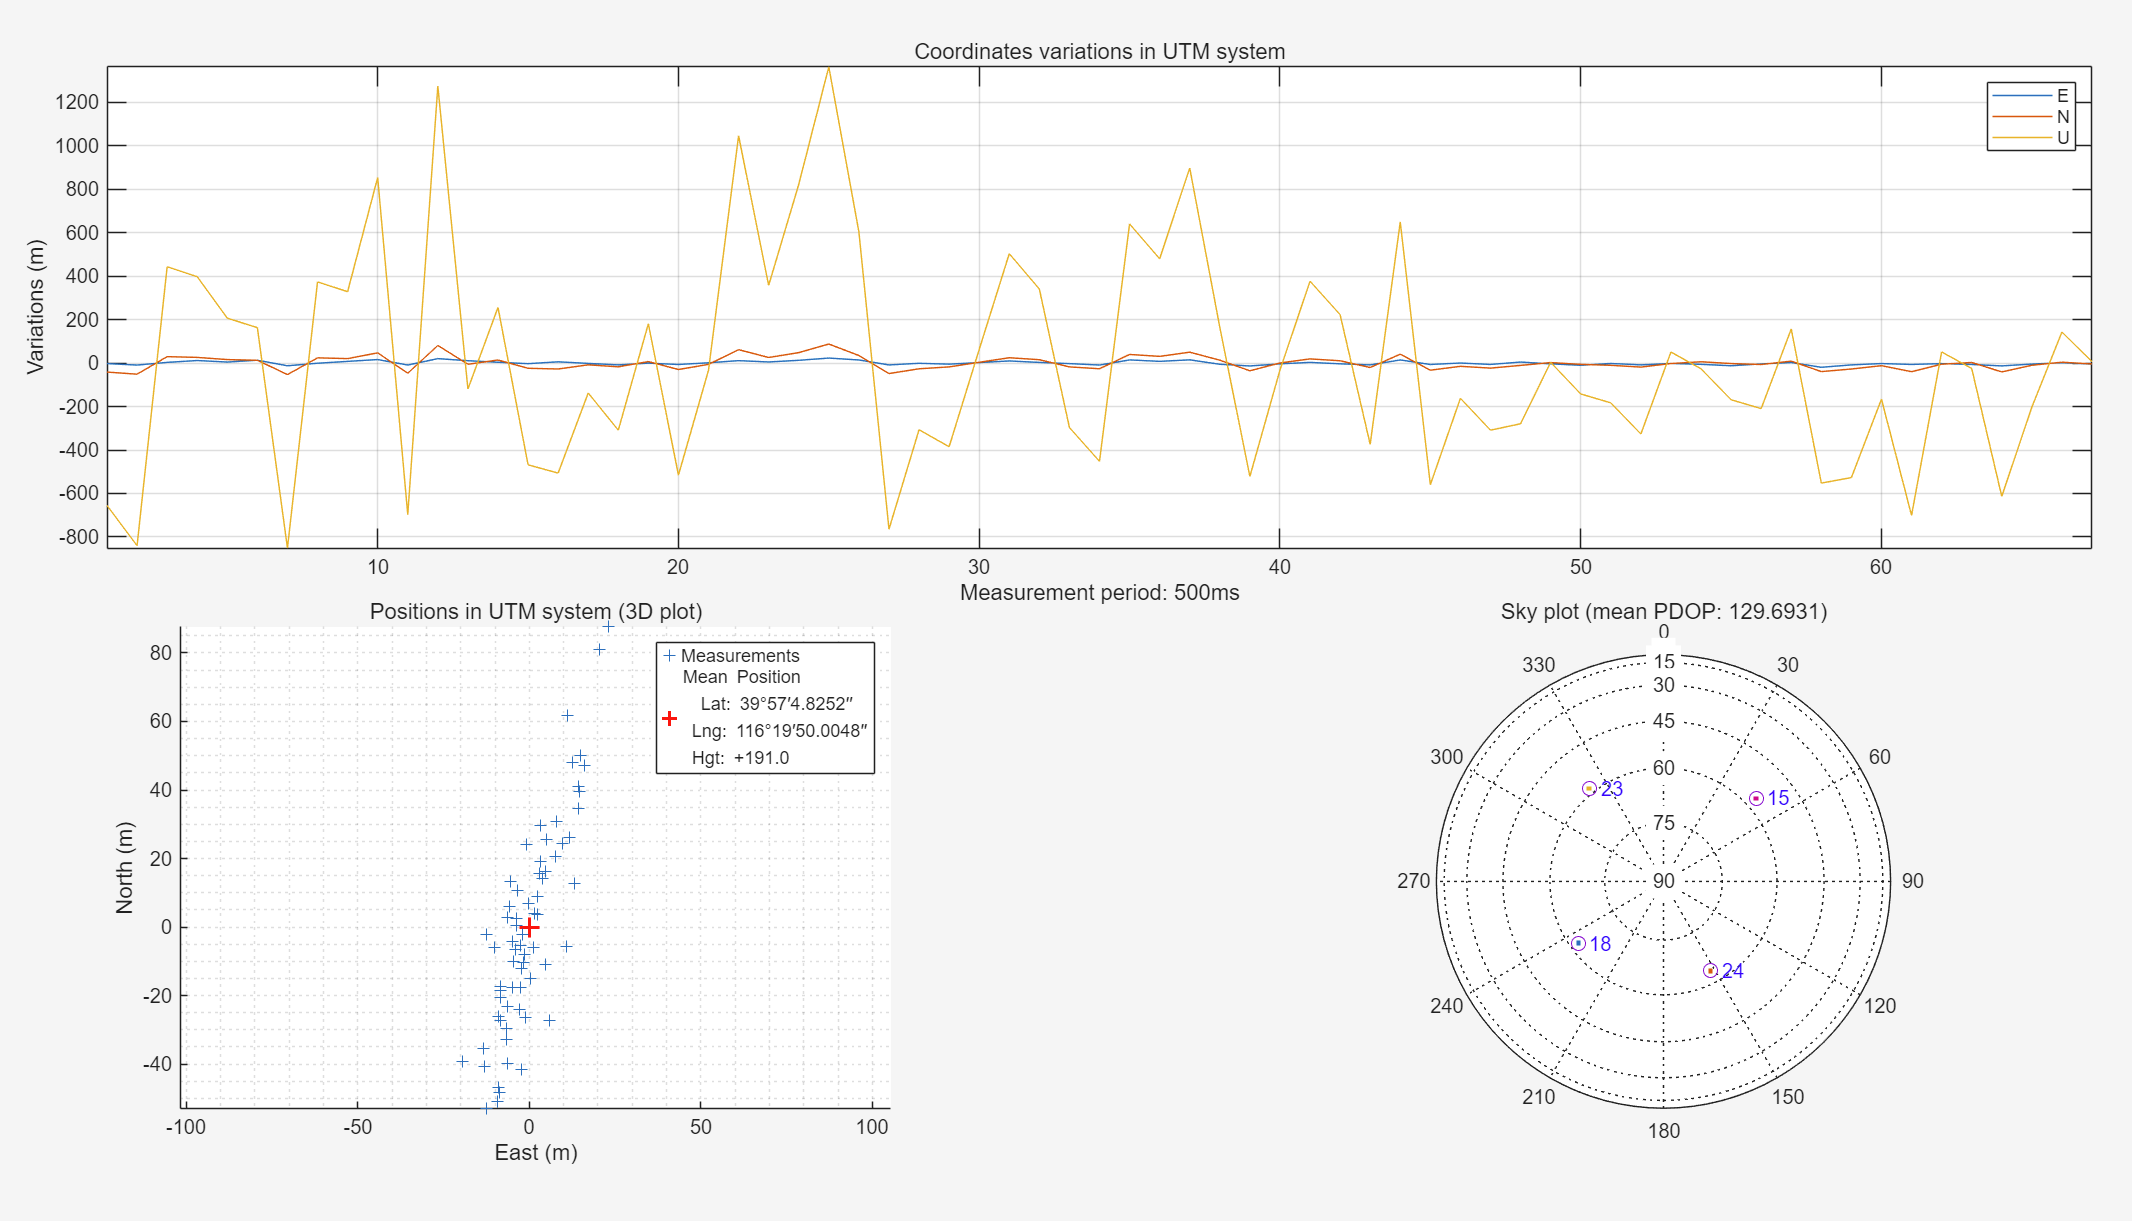 Coordinates variations in UTM system
Variations (m)
1200
1000
800
600
400
200
0
-200
-400
-600
-800
E
N
U
10 20 30 40 50 60
Measurement period: 500ms
Positions in UTM system (3D plot)
North (m)
80
60
40
20
0
-20
-40
Measurements
Mean Position
Lat: 39°57′4.8252″
Lng: 116°19′50.0048″
Hgt: +191.0
-100 -50 0 50 100
East (m)
Sky plot (mean PDOP: 129.6931)
0
330 15 30
30
45
300 60
60
23 15
75
270 90 90
18
24
240 120
210 150
180